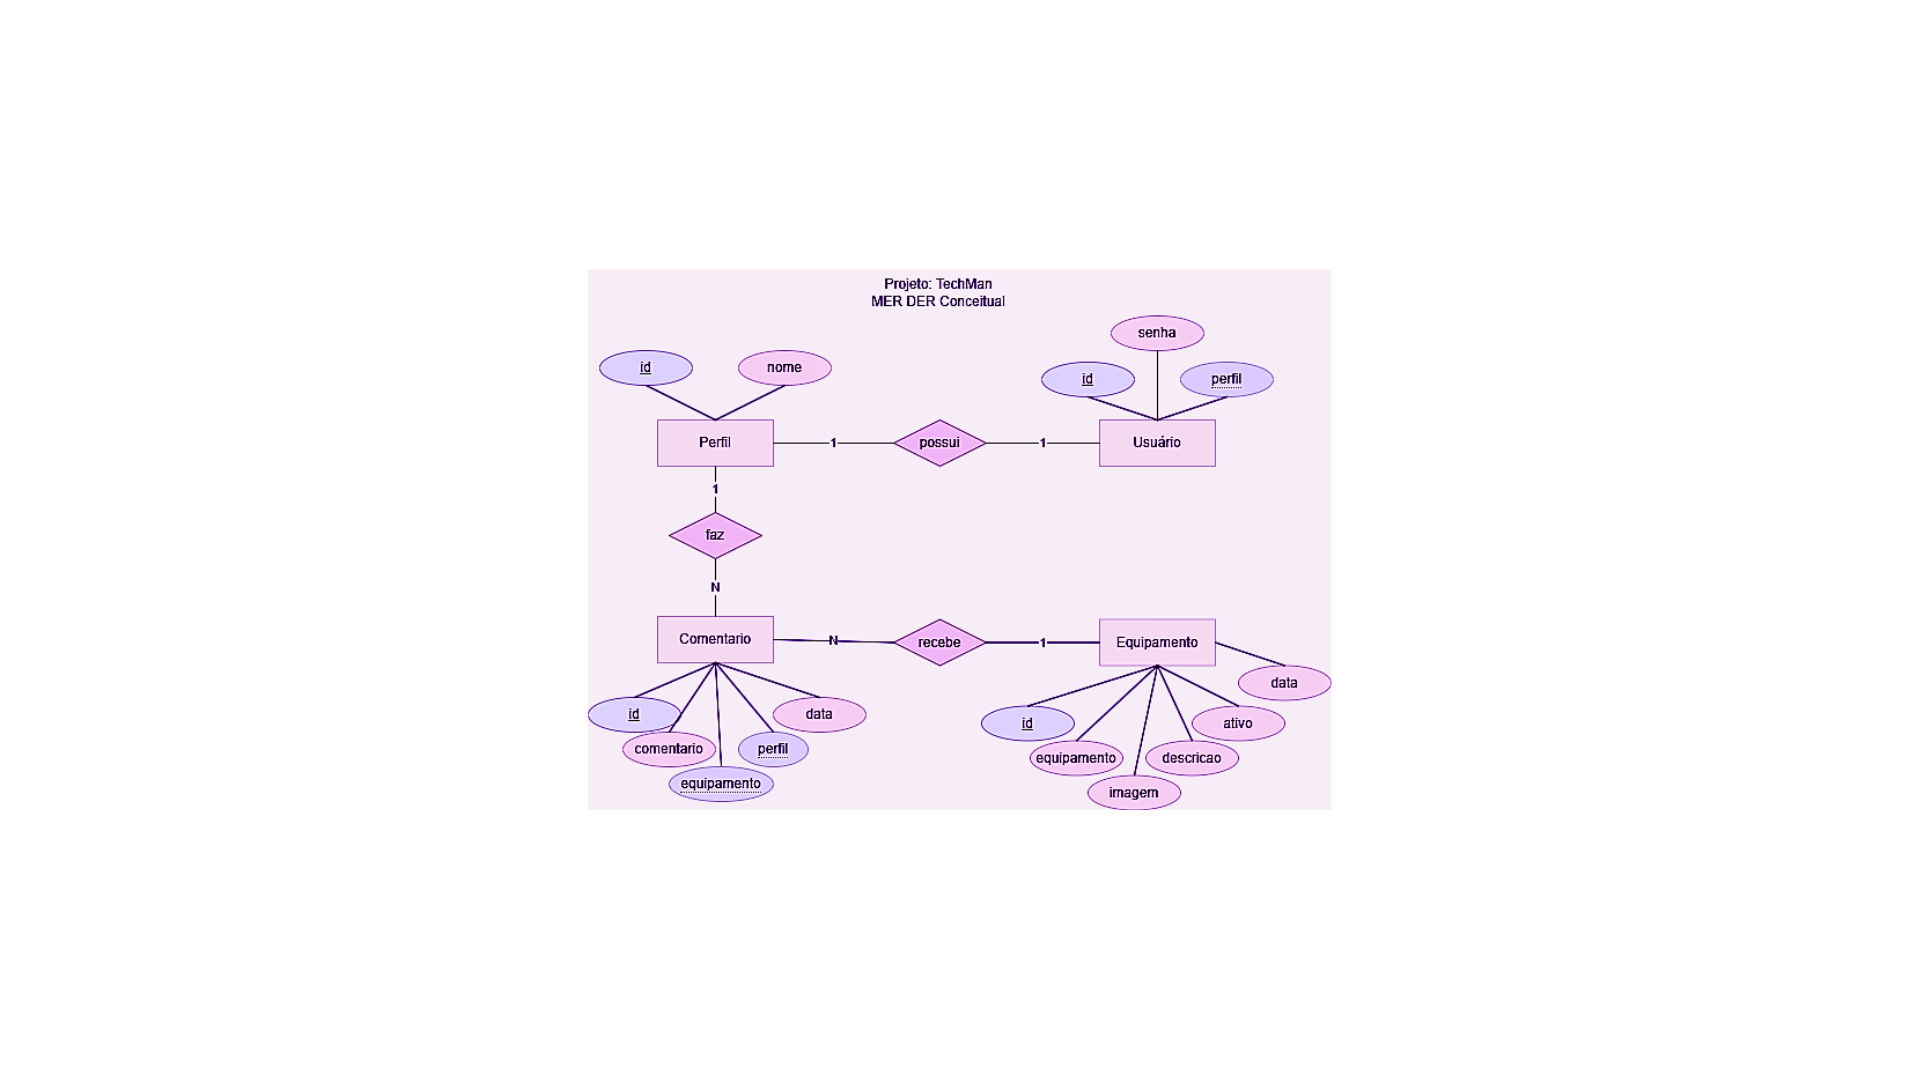 Projeto: TechMan
MER DER Conceitual
senha
id
nome
id
perfil
Perfil
1
possui
1
Usuário
1
faz
N
Comentario
N
recebe
1
Equipamento
data
id
data
id
ativo
comentario
perfil
equipamento
descricao
equipamento
imagem